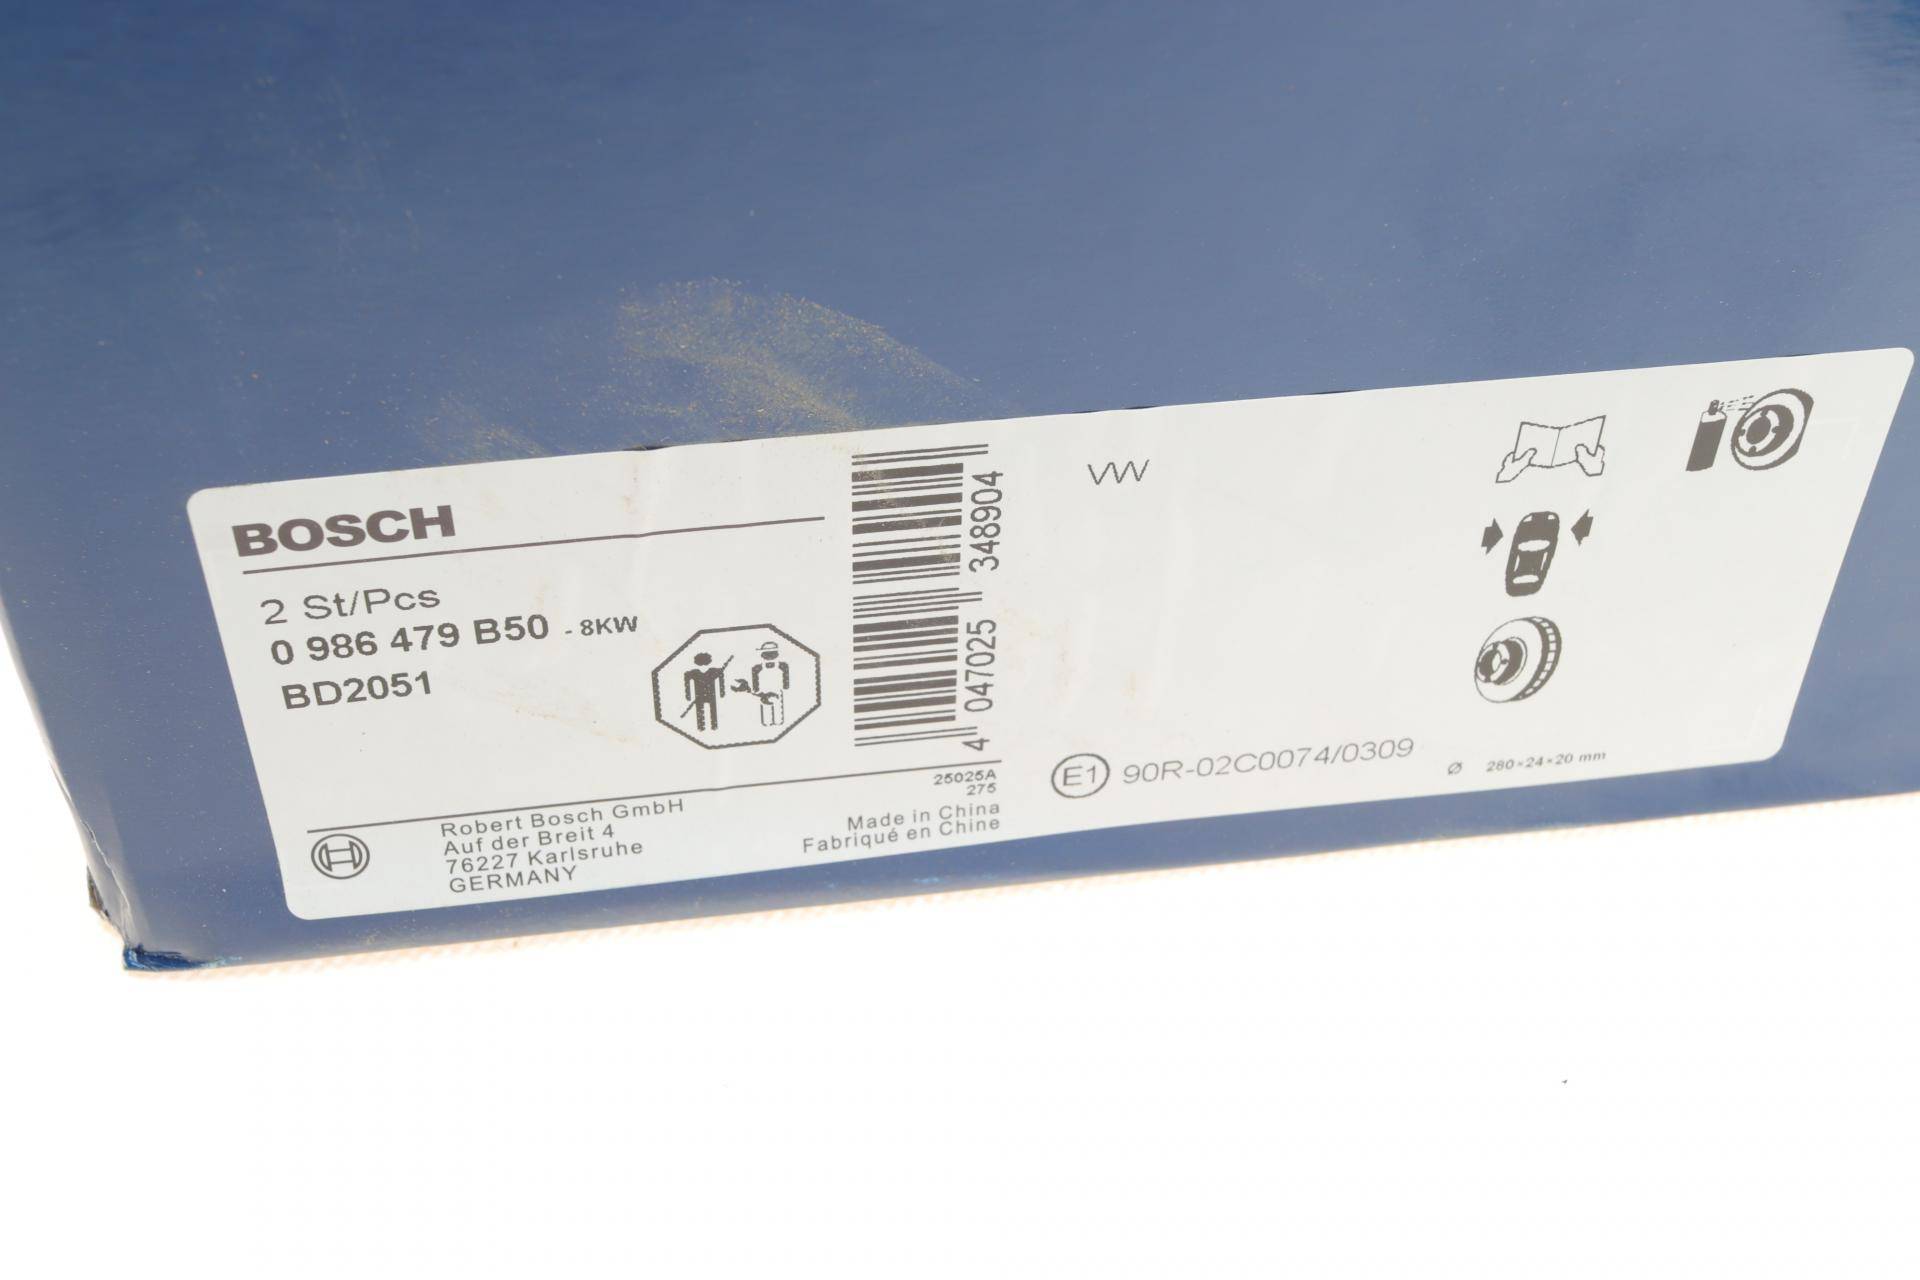 BOSCH
2 St/Pcs
0 986 479 B50 - 8KW
BD2051
4 047025 348904
25025A
275
Robert Bosch GmbH
Auf der Breit 4
76227 Karlsruhe
GERMANY
Made in China
Fabriqué en Chine
VW
E1 90R-02C0074/0309
Ø 280×24×20 mm